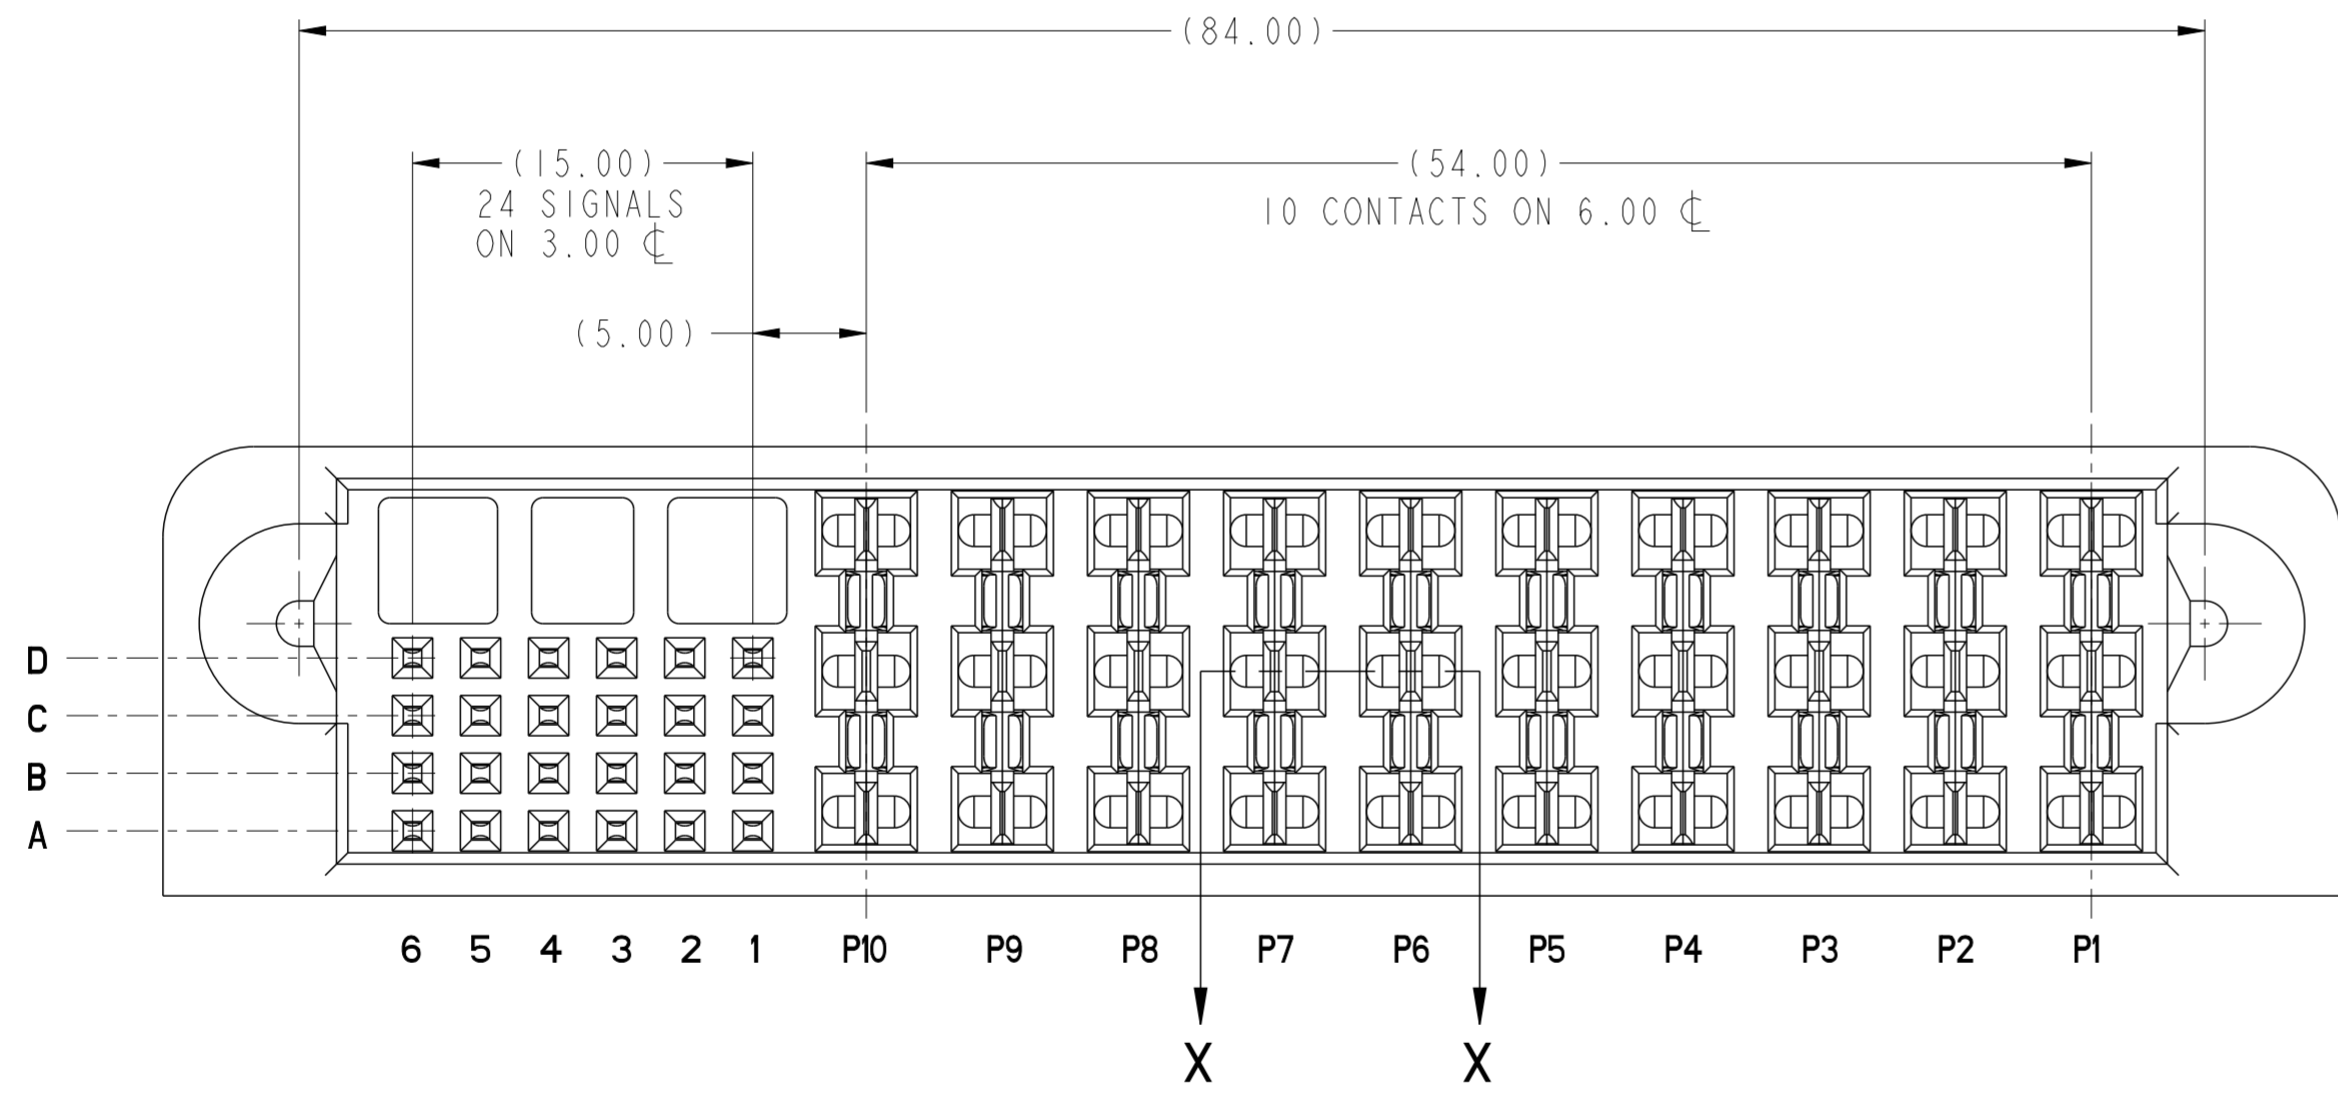 (84.00)
(15.00)
24 SIGNALS
ON 3.00 ℄
(54.00)
10 CONTACTS ON 6.00 ℄
(5.00)
D
C
B
A
6 5 4 3 2 1 P10 P9 P8 P7 P6 P5 P4 P3 P2 P1
X X